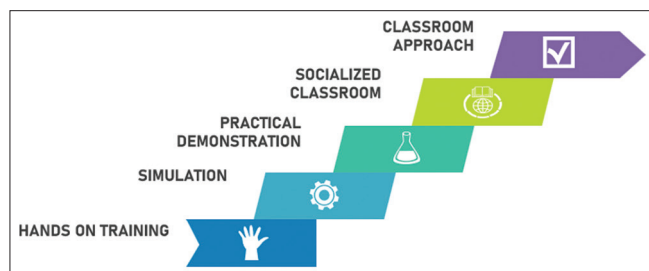 CLASSROOM
APPROACH
SOCIALIZED
CLASSROOM
PRACTICAL
DEMONSTRATION
SIMULATION
HANDS ON TRAINING